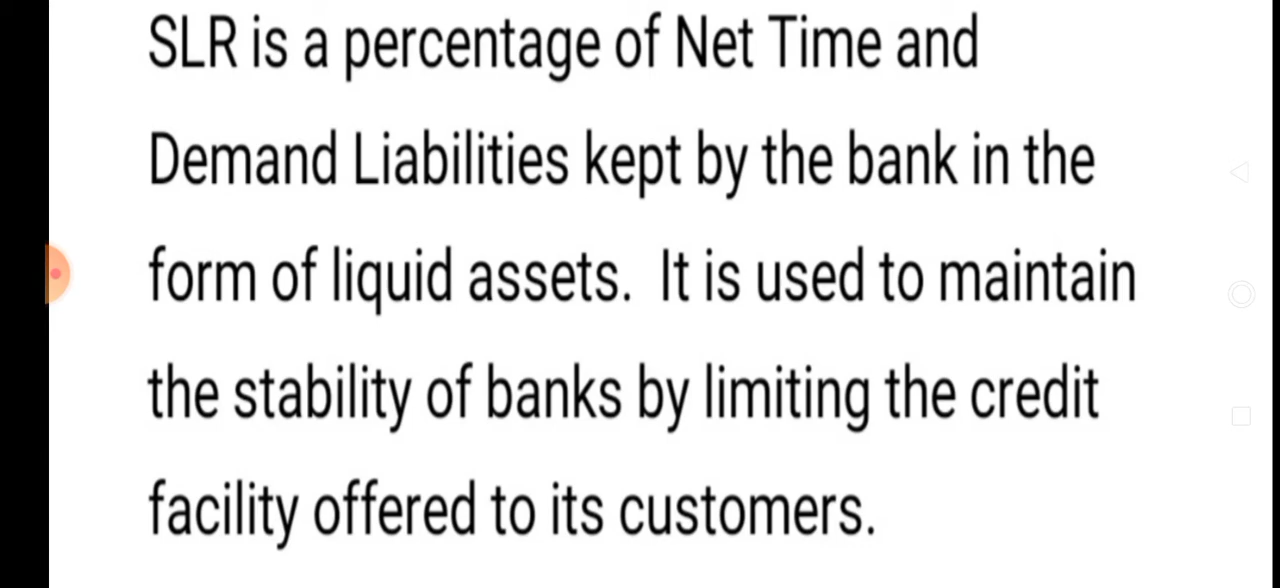 SLR is a percentage of Net Time and
Demand Liabilities kept by the bank in the
form of liquid assets.  It is used to maintain
the stability of banks by limiting the credit
facility offered to its customers.